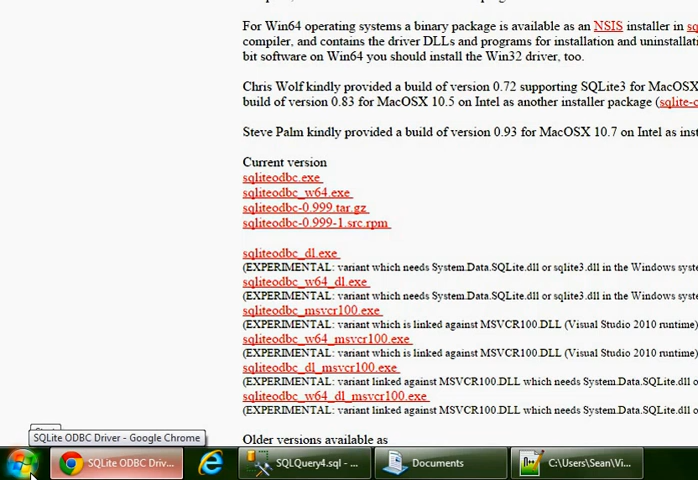 For Win64 operating systems a binary package is available as an NSIS installer in sq
compiler, and contains the driver DLLs and programs for installation and uninstallati
bit software on Win64 you should install the Win32 driver, too.
Chris Wolf kindly provided a build of version 0.72 supporting SQLite3 for MacOSX
build of version 0.83 for MacOSX 10.5 on Intel as another installer package (sqlite-c
Steve Palm kindly provided a build of version 0.93 for MacOSX 10.7 on Intel as inst
Current version
sqliteodbc.exe
sqliteodbc_w64.exe
sqliteodbc-0.999.tar.gz
sqliteodbc-0.999-1.src.rpm
sqliteodbc_dl.exe
(EXPERIMENTAL: variant which needs System.Data.SQLite.dll or sqlite3.dll in the Windows syste
sqliteodbc_w64_dl.exe
(EXPERIMENTAL: variant which needs System.Data.SQLite.dll or sqlite3.dll in the Windows syste
sqliteodbc_msvcr100.exe
(EXPERIMENTAL: variant which is linked against MSVCR100.DLL (Visual Studio 2010 runtime)
sqliteodbc_w64_msvcr100.exe
(EXPERIMENTAL: variant which is linked against MSVCR100.DLL (Visual Studio 2010 runtime)
sqliteodbc_dl_msvcr100.exe
(EXPERIMENTAL: variant linked against MSVCR100.DLL which needs System.Data.SQLite.dll o
sqliteodbc_w64_dl_msvcr100.exe
(EXPERIMENTAL: variant linked against MSVCR100.DLL which needs System.Data.SQLite.dll o
SQLite ODBC Driver - Google Chrome
Older versions available as
SQLite ODBC Driv... SQLQuery4.sql - ... Documents C:\Users\Sean\Vi...